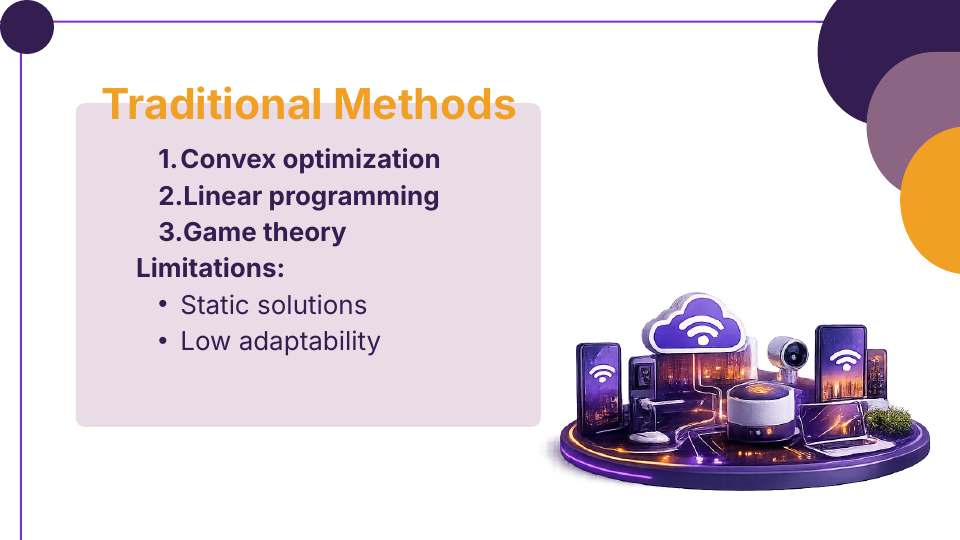 Traditional Methods
1. Convex optimization
2.Linear programming
3.Game theory
Limitations:
• Static solutions
• Low adaptability